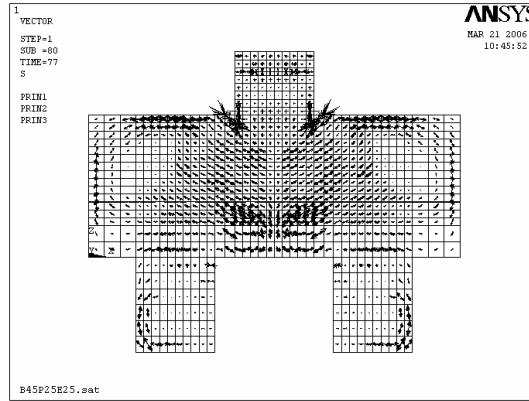 1
VECTOR
STEP=1
SUB =80
TIME=77
S
PRIN1
PRIN2
PRIN3
ANSYS
MAR 21 2006
10:45:52
Z
Y X
B45P25E25.sat